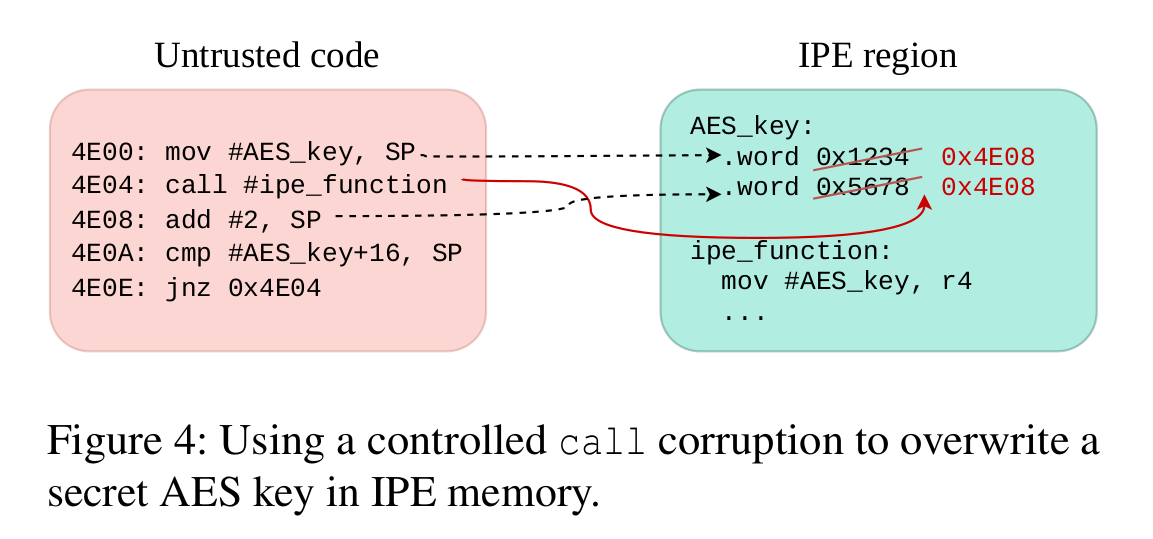 Untrusted code
4E00: mov #AES_key, SP
4E04: call #ipe_function
4E08: add #2, SP
4E0A: cmp #AES_key+16, SP
4E0E: jnz 0x4E04
IPE region
AES_key:
.word 0x1234 0x4E08
.word 0x5678 0x4E08
ipe_function:
mov #AES_key, r4
...
Figure 4: Using a controlled call corruption to overwrite a
secret AES key in IPE memory.